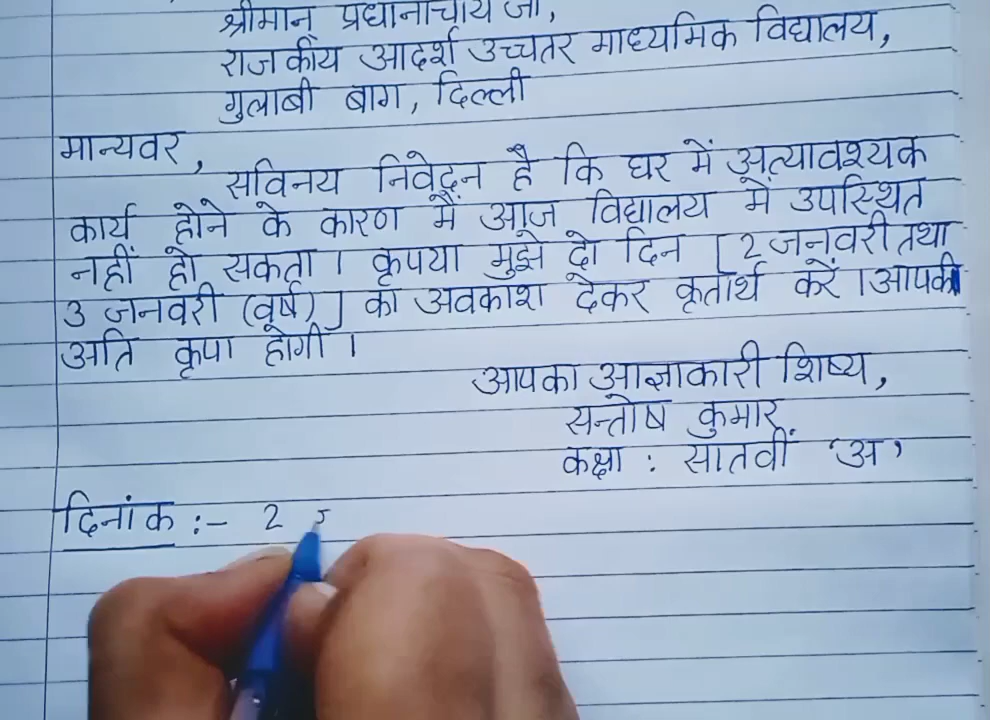 श्रीमान् प्रधानाचार्य जी,
राजकीय आदर्श उच्चतर माध्यमिक विद्यालय,
गुलाबी बाग, दिल्ली
मान्यवर,
सविनय निवेदन है कि घर में अत्यावश्यक
कार्य होने के कारण मैं आज विद्यालय में उपस्थित
नहीं हो सकता। कृपया मुझे दो दिन [2 जनवरी तथा
3 जनवरी (वर्ष)] का अवकाश देकर कृतार्थ करें। आपकी
अति कृपा होगी।
आपका आज्ञाकारी शिष्य,
सन्तोष कुमार
कक्षा : सातवीं 'अ'
दिनांक :- 2